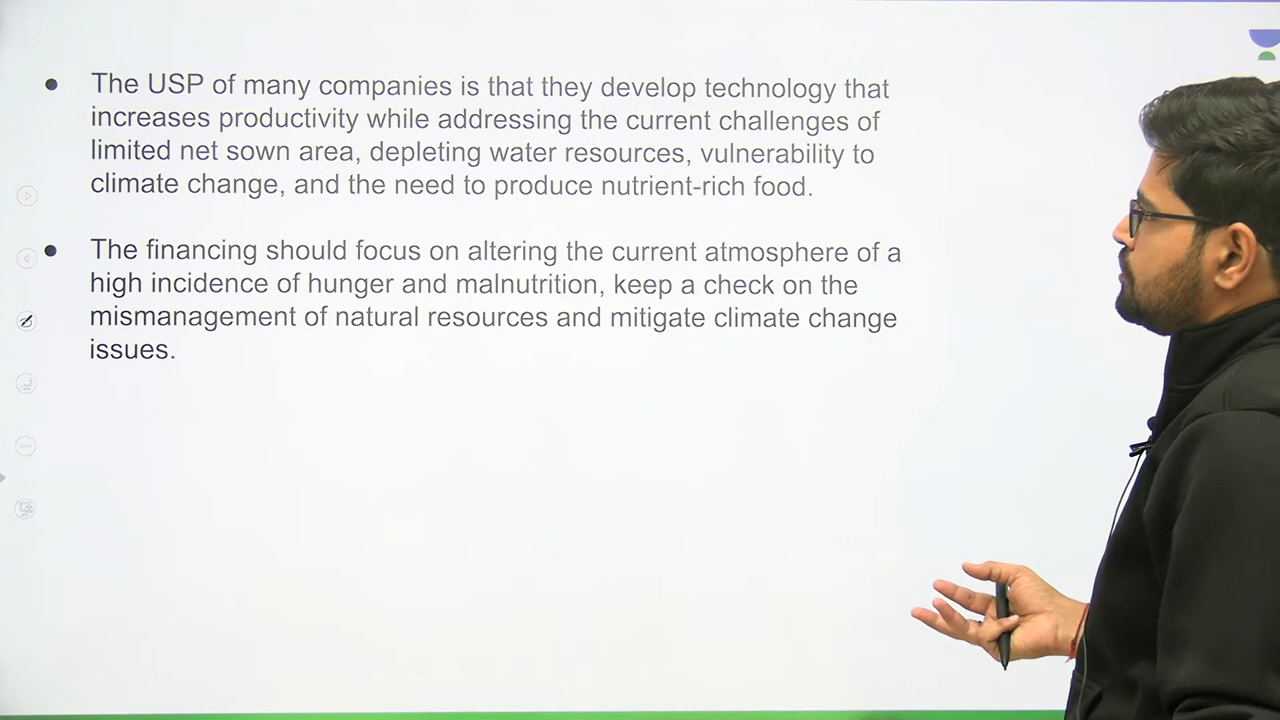 The USP of many companies is that they develop technology that
increases productivity while addressing the current challenges of
limited net sown area, depleting water resources, vulnerability to
climate change, and the need to produce nutrient-rich food.
The financing should focus on altering the current atmosphere of a
high incidence of hunger and malnutrition, keep a check on the
mismanagement of natural resources and mitigate climate change
issues.